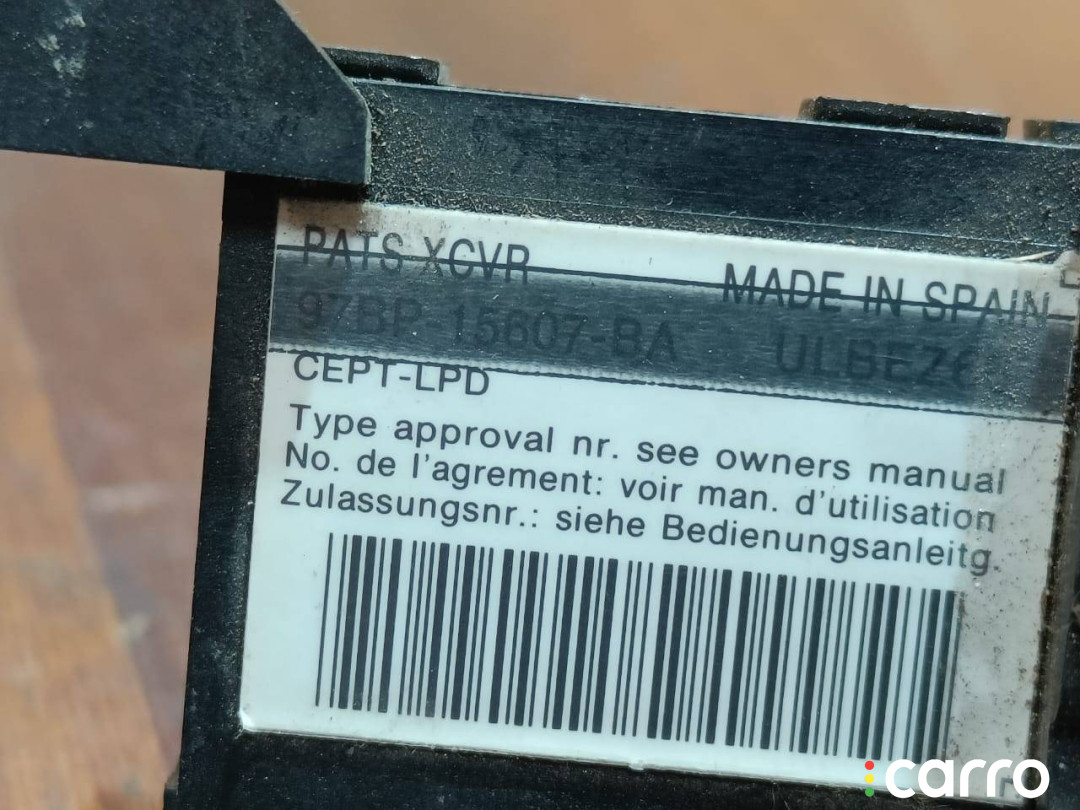 PATS XCVR MADE IN SPAIN
97BP-15607-BA
CEPT-LPD
Type approval nr. see owners manual
No. de l'agrement: voir man. d'utilisation
Zulassungsnr.: siehe Bedienungsanleitg.
carro